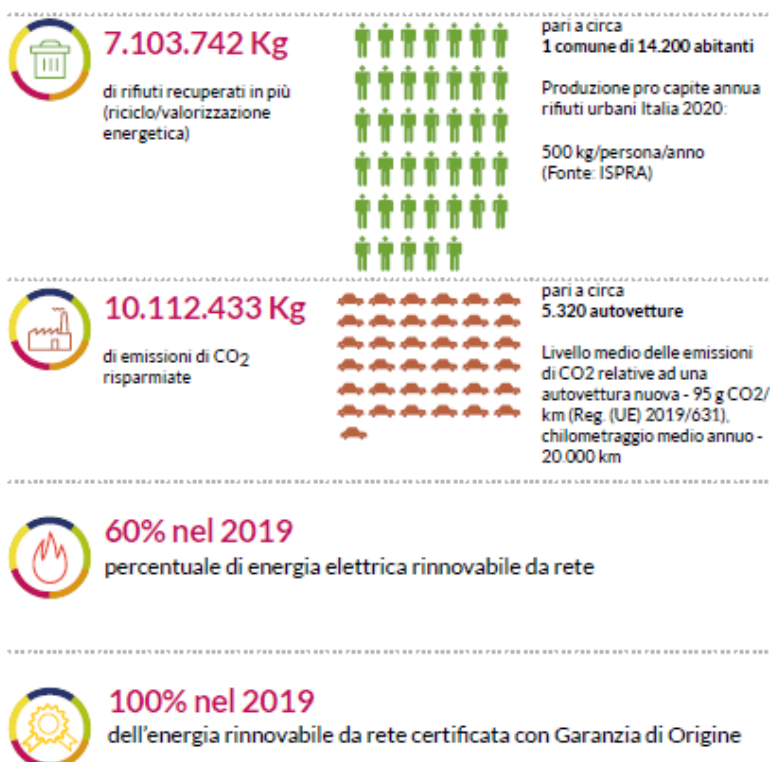 7.103.742 Kg
di rifiuti recuperati in più
(riciclo/valorizzazione
energetica)
pari a circa
1 comune di 14.200 abitanti
Produzione pro capite annua
rifiuti urbani Italia 2020:
500 kg/persona/anno
(Fonte: ISPRA)
10.112.433 Kg
di emissioni di CO2
risparmiate
pari a circa
5.320 autovetture
Livello medio delle emissioni
di CO2 relative ad una
autovettura nuova - 95 g CO2/
km (Reg. (UE) 2019/631),
chilometraggio medio annuo -
20.000 km
60% nel 2019
percentuale di energia elettrica rinnovabile da rete
100% nel 2019
dell'energia rinnovabile da rete certificata con Garanzia di Origine